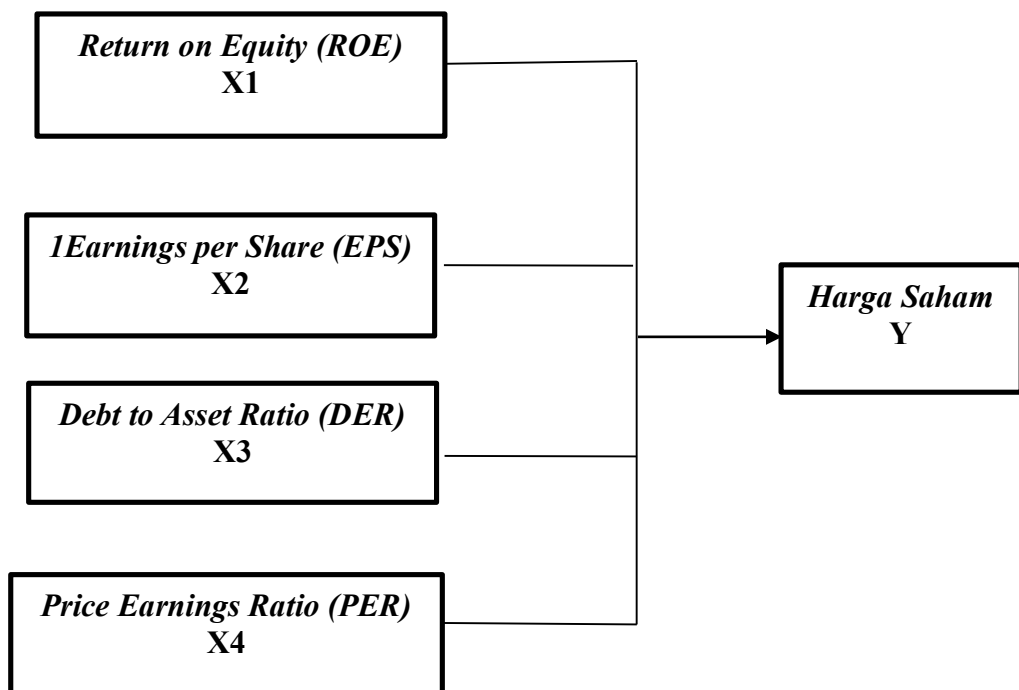 Return on Equity (ROE)
X1
1Earnings per Share (EPS)
X2
Harga Saham
Y
Debt to Asset Ratio (DER)
X3
Price Earnings Ratio (PER)
X4